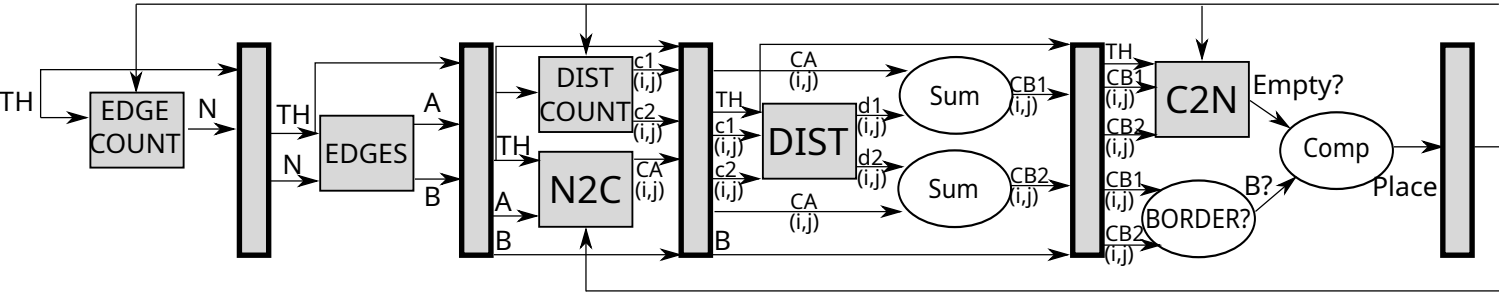 TH
EDGE
COUNT
N
TH
N
EDGES
A
B
TH
A
B
DIST
COUNT
c1
(i,j)
c2
(i,j)
N2C
CA
(i,j)
TH
c1
(i,j)
c2
(i,j)
B
CA
(i,j)
DIST
d1
(i,j)
d2
(i,j)
CA
(i,j)
Sum
CB1
(i,j)
Sum
CB2
(i,j)
TH
CB1
(i,j)
CB2
(i,j)
CB1
(i,j)
CB2
(i,j)
C2N
Empty?
BORDER?
B?
Comp
Place